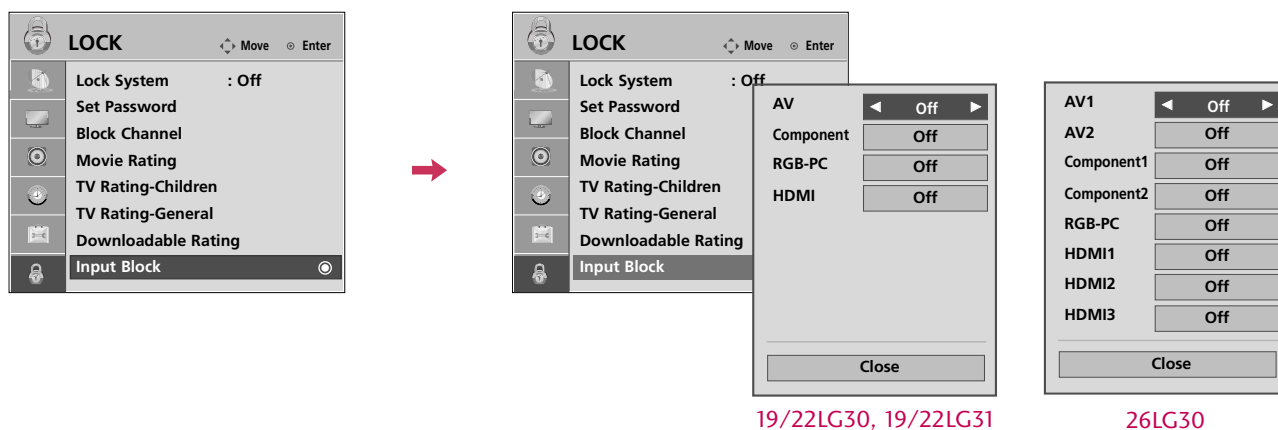 LOCK
Move
Enter
Lock System : Off
Set Password
Block Channel
Movie Rating
TV Rating-Children
TV Rating-General
Downloadable Rating
Input Block
LOCK
Move
Enter
Lock System : Off
Set Password
Block Channel
Movie Rating
TV Rating-Children
TV Rating-General
Downloadable Rating
Input Block
AV ◀ Off ▶
Component Off
RGB-PC Off
HDMI Off
Close
19/22LG30, 19/22LG31
AV1 ◀ Off ▶
AV2 Off
Component1 Off
Component2 Off
RGB-PC Off
HDMI1 Off
HDMI2 Off
HDMI3 Off
Close
26LG30